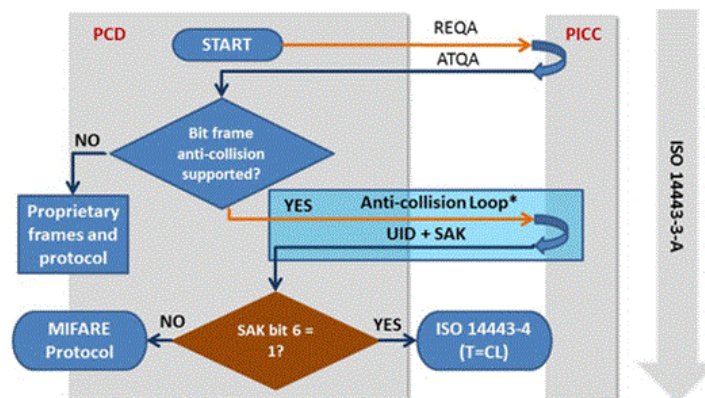 PCD
START
REQA
PICC
ATQA
Bit frame
anti-collision
supported?
NO
YES
Anti-collision Loop*
UID + SAK
Proprietary
frames and
protocol
MIFARE
Protocol
NO
SAK bit 6 =
1?
YES
ISO 14443-4
(T=CL)
ISO 14443-3-A